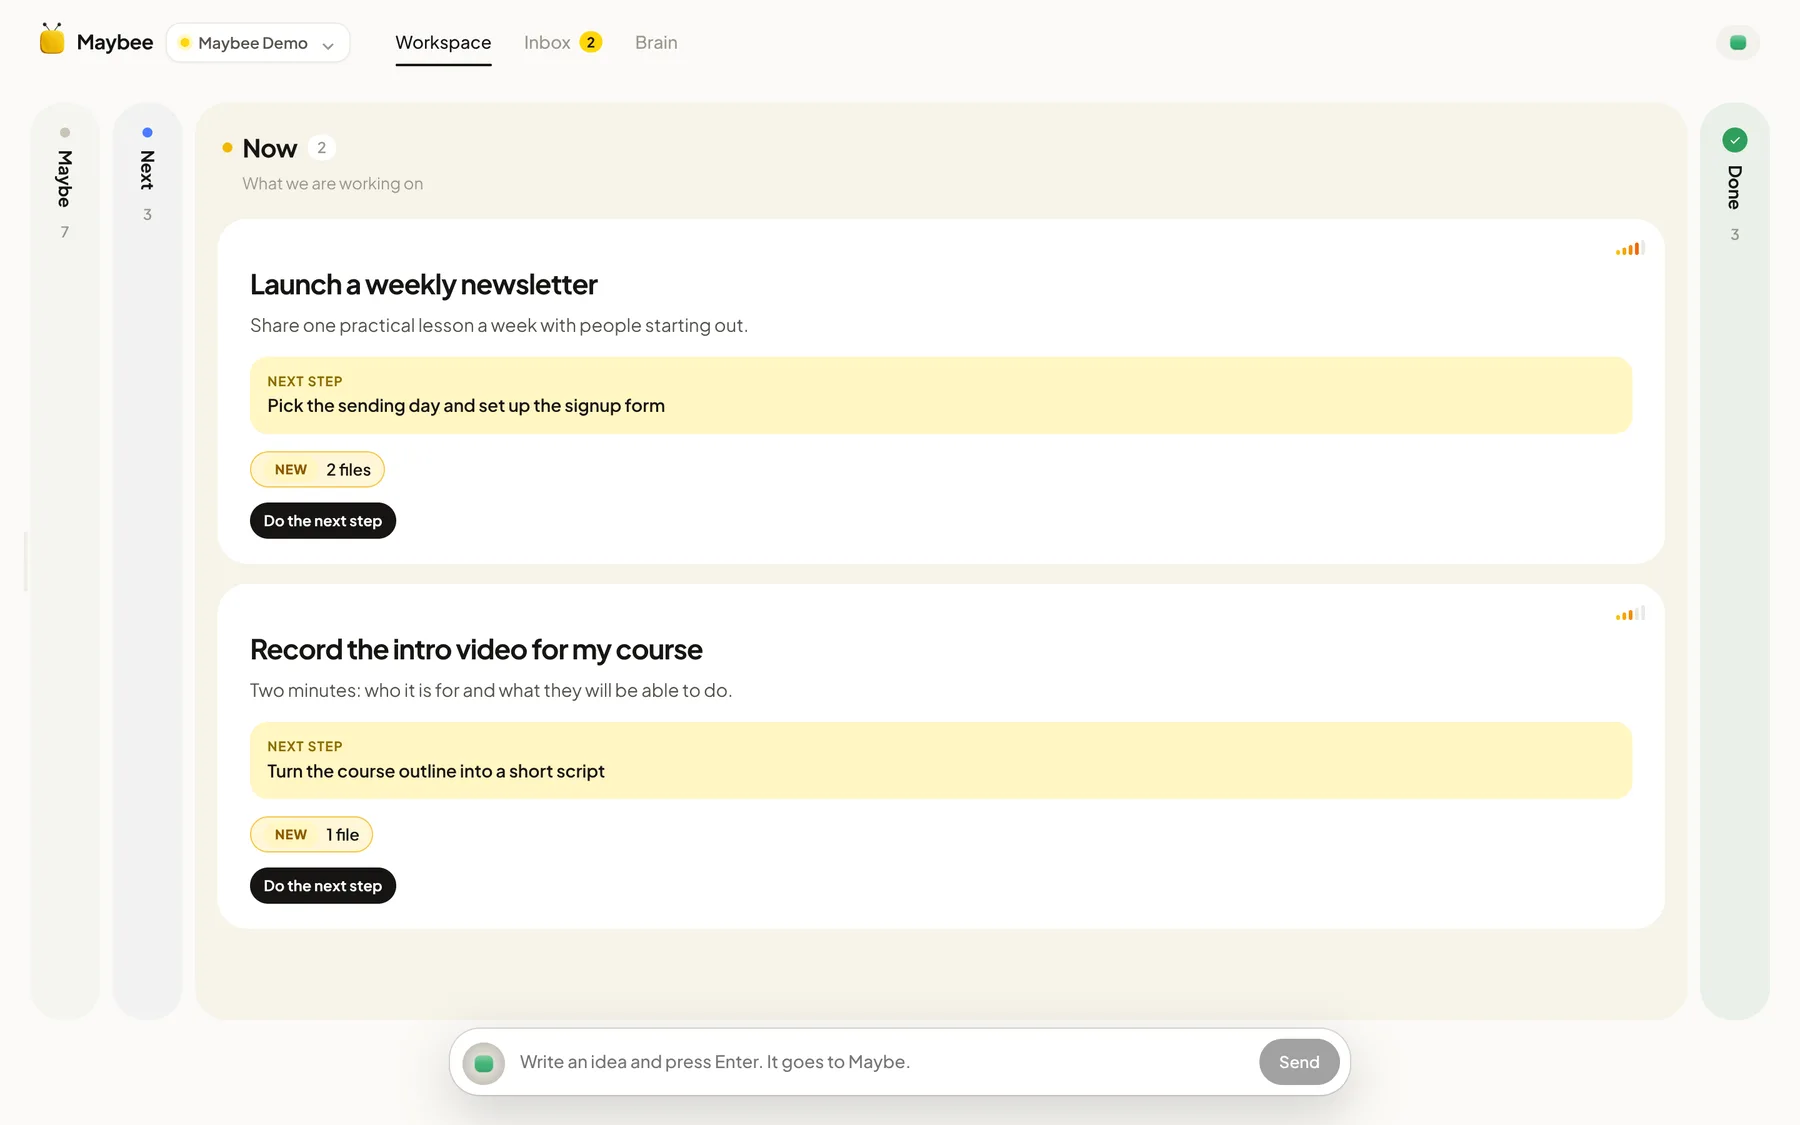 Maybee
Maybee Demo
Workspace
Inbox 2
Brain
Maybe
7
Next
3
Now 2
What we are working on
Launch a weekly newsletter
Share one practical lesson a week with people starting out.
NEXT STEP
Pick the sending day and set up the signup form
NEW 2 files
Do the next step
Record the intro video for my course
Two minutes: who it is for and what they will be able to do.
NEXT STEP
Turn the course outline into a short script
NEW 1 file
Do the next step
Done
3
Write an idea and press Enter. It goes to Maybe.
Send